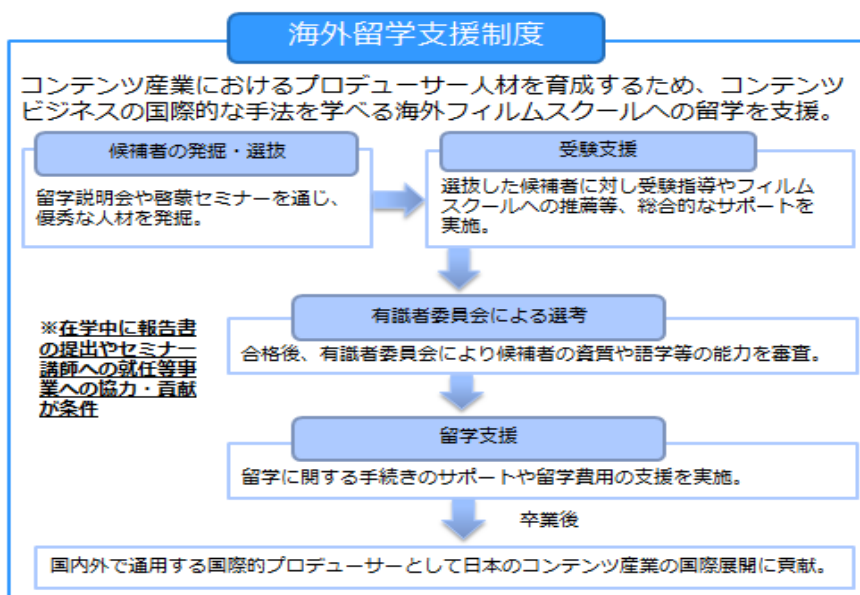 海外留学支援制度
コンテンツ産業におけるプロデューサー人材を育成するため、コンテンツ
ビジネスの国際的な手法を学べる海外フィルムスクールへの留学を支援。
候補者の発掘・選抜
留学説明会や啓蒙セミナーを通じ、
優秀な人材を発掘。
受験支援
選抜した候補者に対し受験指導やフィルム
スクールへの推薦等、総合的なサポートを
実施。
有識者委員会による選考
合格後、有識者委員会により候補者の資質や語学等の能力を審査。
※在学中に報告書
の提出やセミナー
講師への就任等事
業への協力・貢献
が条件
留学支援
留学に関する手続きのサポートや留学費用の支援を実施。
卒業後
国内外で通用する国際的プロデューサーとして日本のコンテンツ産業の国際展開に貢献。